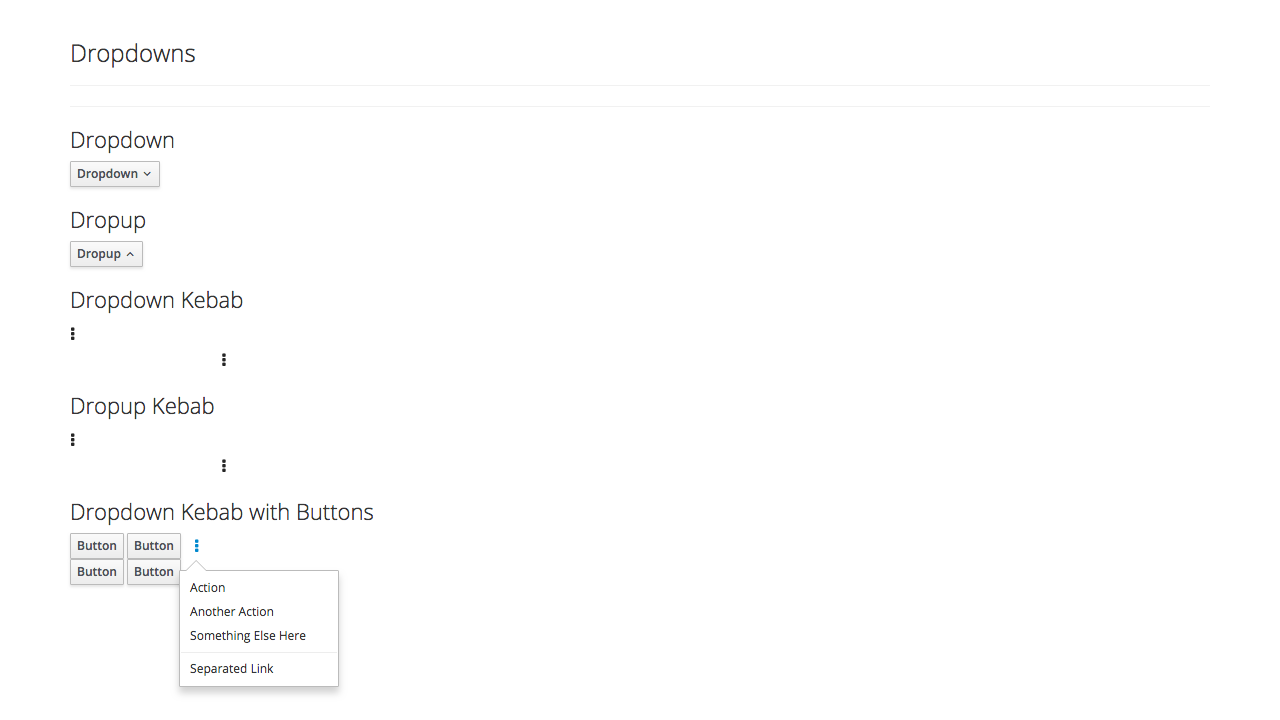 Dropdowns
Dropdown
Dropdown
Dropup
Dropup
Dropdown Kebab
Dropup Kebab
Dropdown Kebab with Buttons
Button Button
Button Button
Action
Another Action
Something Else Here
Separated Link